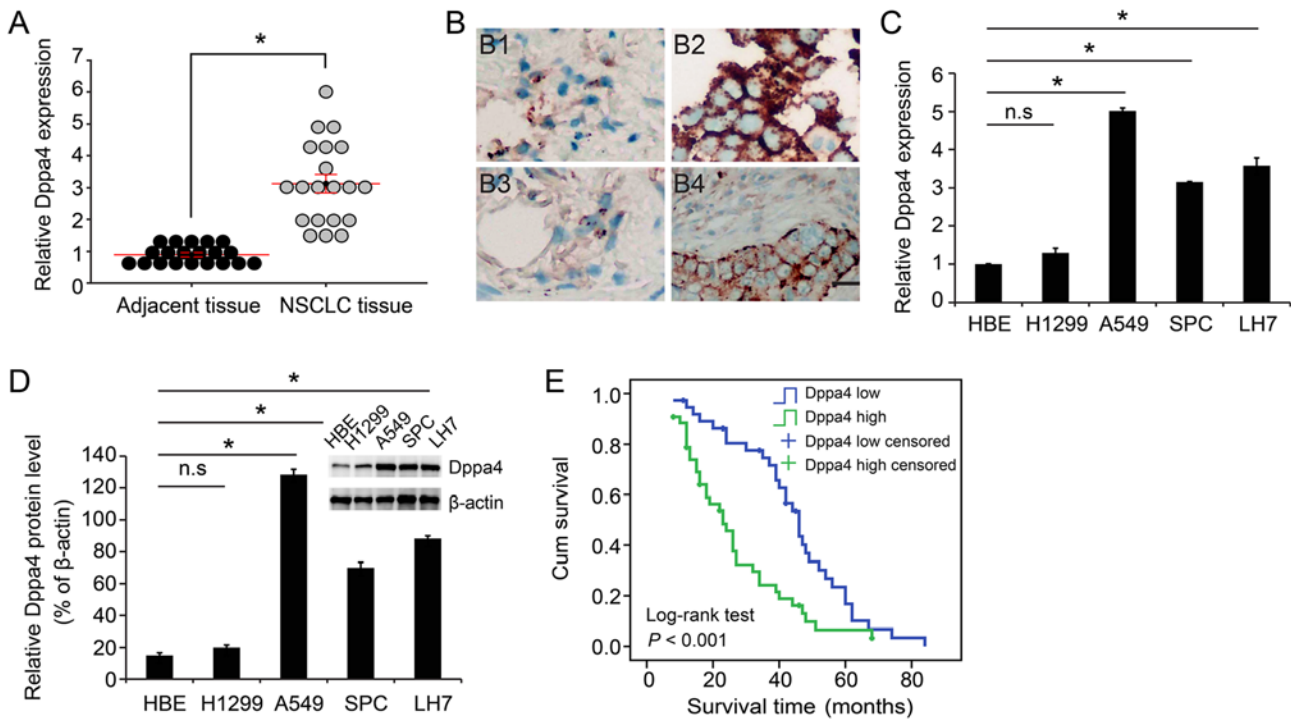 A
Relative Dppa4 expression
7
6
5
4
3
2
1
0
*
Adjacent tissue
NSCLC tissue
B
B1
B2
B3
B4
C
Relative Dppa4 expression
6
5
4
3
2
1
0
*
*
*
n.s
HBE
H1299
A549
SPC
LH7
D
Relative Dppa4 protein level
(% of β-actin)
140
120
100
80
60
40
20
0
*
*
*
n.s
HBE
H1299
A549
SPC
LH7
Dppa4
β-actin
HBE
H1299
A549
SPC
LH7
E
Cum survival
1.0
0.8
0.6
0.4
0.2
0.0
Dppa4 low
Dppa4 high
Dppa4 low censored
Dppa4 high censored
Log-rank test
P < 0.001
0
20
40
60
80
Survival time (months)